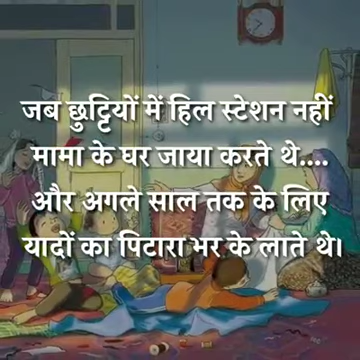 जब छुट्टियों में हिल स्टेशन नहीं
मामा के घर जाया करते थे....
और अगले साल तक के लिए
यादों का पिटारा भर के लाते थे।